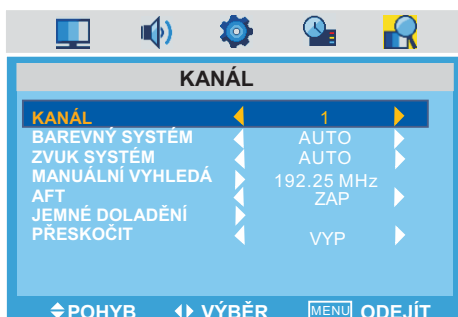 KANÁL
KANÁL 1
BAREVNÝ SYSTÉM AUTO
ZVUK SYSTÉM AUTO
MANUÁLNÍ VYHLEDÁ 192.25 MHz
AFT ZAP
JEMNÉ DOLADĚNÍ
PŘESKOČIT VYP
POHYB VÝBĚR MENU ODEJÍT